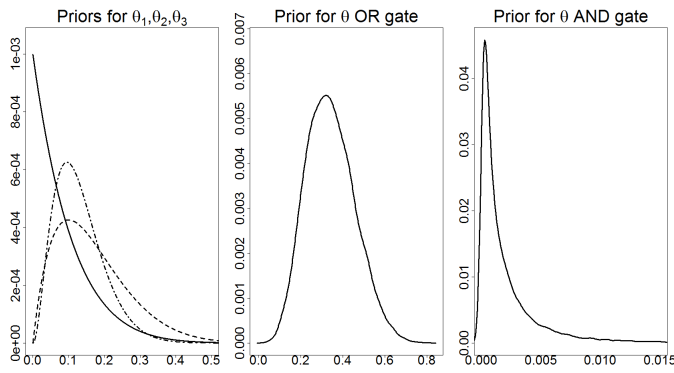 Priors for θ1,θ2,θ3
1e-03
8e-04
6e-04
4e-04
2e-04
0e+00
0.0 0.1 0.2 0.3 0.4 0.5
Prior for θ OR gate
0.007
0.006
0.005
0.004
0.003
0.002
0.001
0.000
0.0 0.2 0.4 0.6 0.8
Prior for θ AND gate
0.04
0.03
0.02
0.01
0.00
0.000 0.005 0.010 0.015